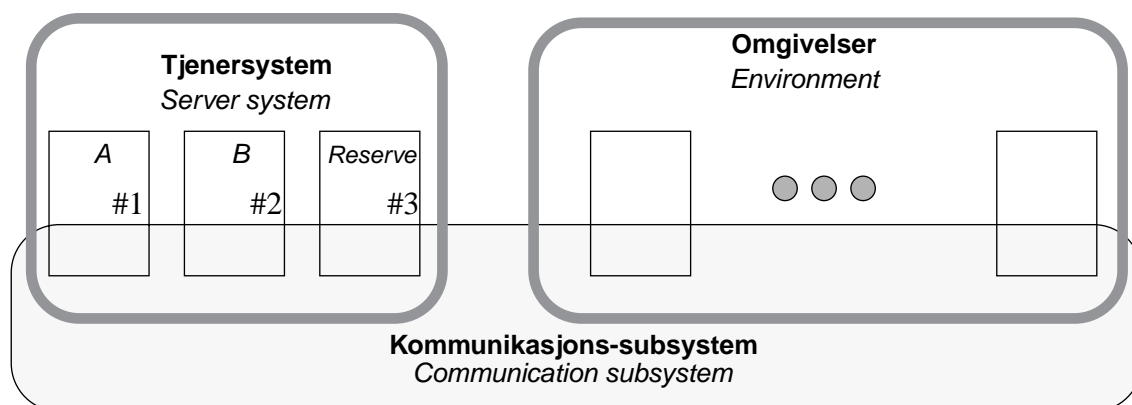 Tjenersystem
Server system
A
#1
B
#2
Reserve
#3
Omgivelser
Environment
Kommunikasjons-subsystem
Communication subsystem